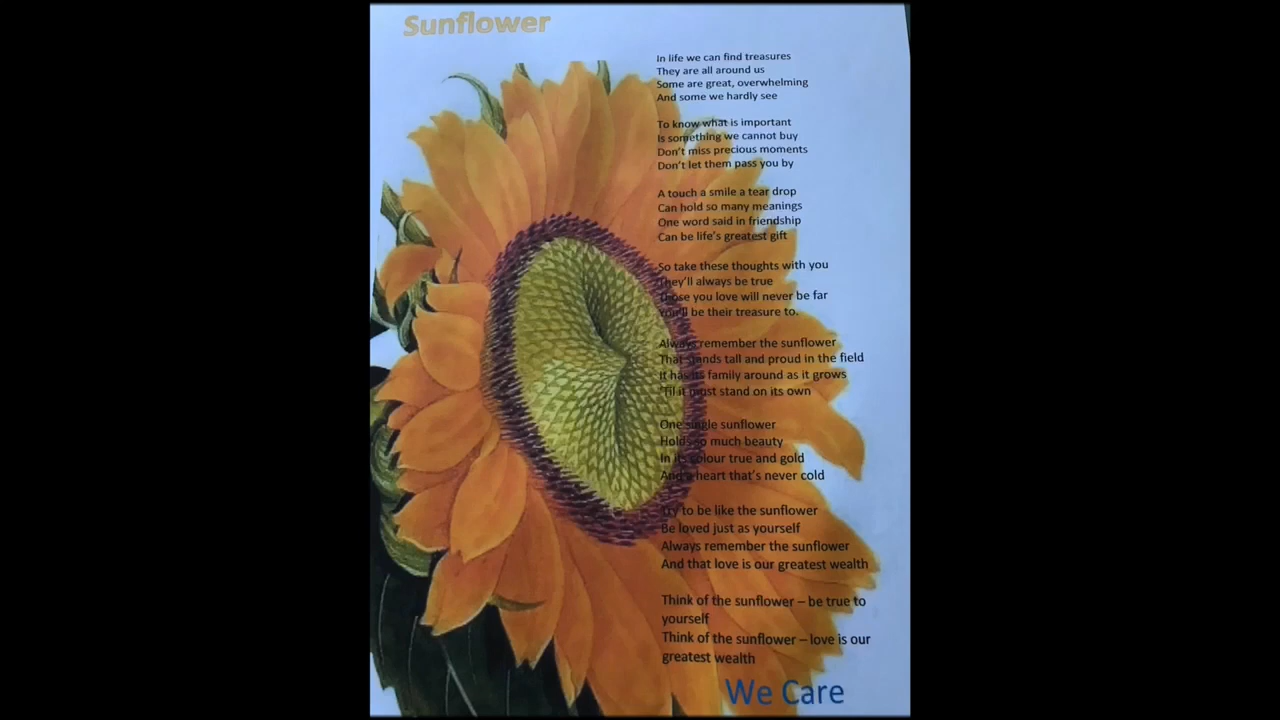 Sunflower
In life we can find treasures
They are all around us
Some are great, overwhelming
And some we hardly see
To know what is important
Is something we cannot buy
Don't miss precious moments
Don't let them pass you by
A touch a smile a tear drop
Can hold so many meanings
One word said in friendship
Can be life's greatest gift
So take these thoughts with you
They'll always be true
Those you love will never be far
You'll be their treasure to.
Always remember the sunflower
That stands tall and proud in the field
It has its family around as it grows
'Til it must stand on its own
One single sunflower
Holds so much beauty
In its colour true and gold
And a heart that's never cold
Try to be like the sunflower
Be loved just as yourself
Always remember the sunflower
And that love is our greatest wealth
Think of the sunflower – be true to
yourself
Think of the sunflower – love is our
greatest wealth
We Care